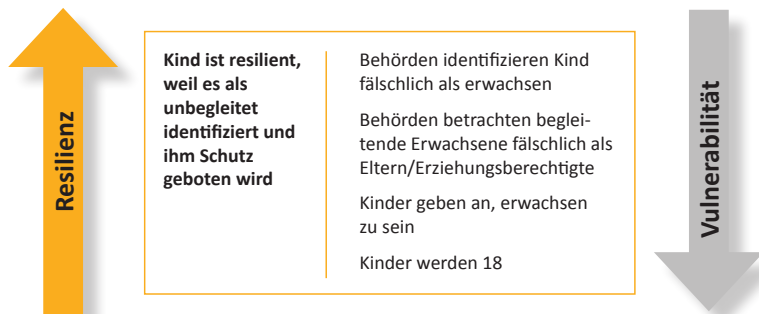 Resilienz
Kind ist resilient,
weil es als
unbegleitet
identifiziert und
ihm Schutz
geboten wird
Behörden identifizieren Kind
fälschlich als erwachsen
Behörden betrachten beglei-
tende Erwachsene fälschlich als
Eltern/Erziehungsberechtigte
Kinder geben an, erwachsen
zu sein
Kinder werden 18
Vulnerabilität